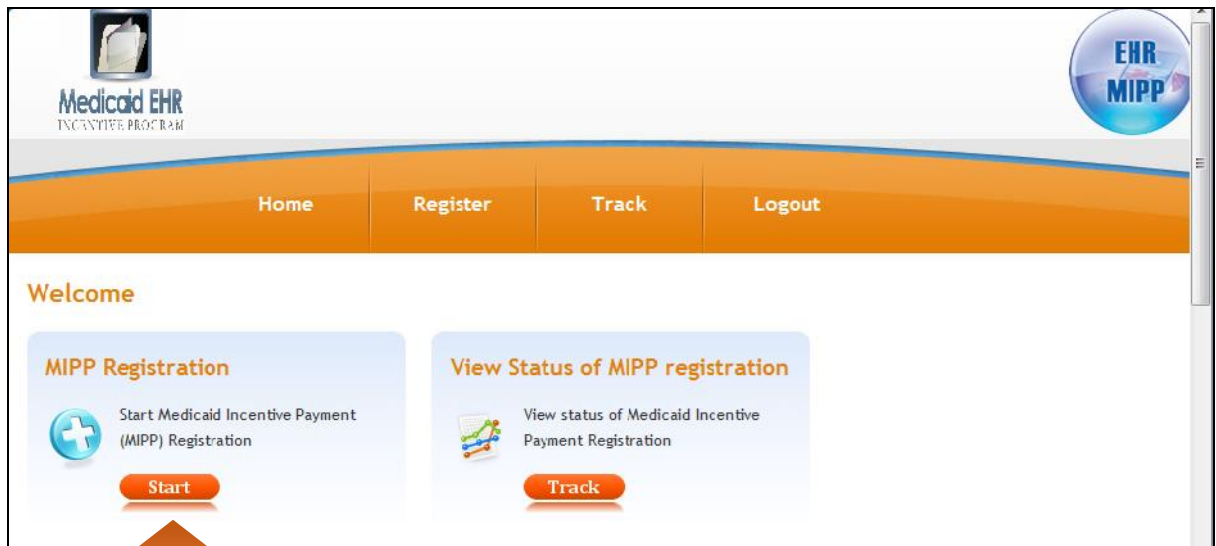 Medicaid EHR
INCENTIVE PROGRAM
EHR
MIPP
Home Register Track Logout
Welcome
MIPP Registration
Start Medicaid Incentive Payment
(MIPP) Registration
Start
View Status of MIPP registration
View status of Medicaid Incentive
Payment Registration
Track